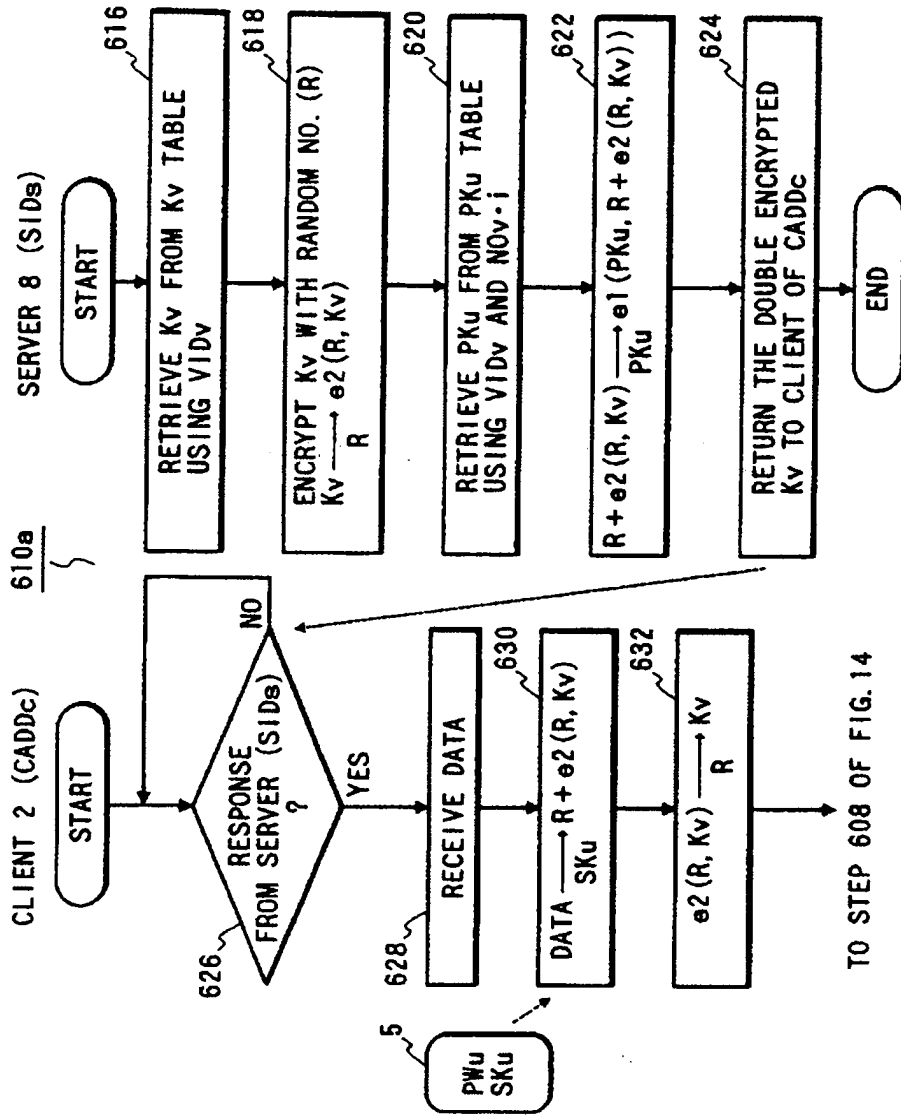 610a
CLIENT 2 (CADDc)
START
RESPONSE
FROM SERVER (SIDs)
?
626
NO
YES
RECEIVE DATA
628
5
PWu
SKu
DATA ⟶ R + e2(R, Kv)
SKu
630
e2(R, Kv) ⟶ Kv
R
632
TO STEP 608 OF FIG.14
SERVER 8 (SIDs)
START
RETRIEVE Kv FROM Kv TABLE
USING VIDv
616
ENCRYPT Kv WITH RANDOM NO. (R)
Kv ⟶ e2(R, Kv)
R
618
RETRIEVE PKu FROM PKu TABLE
USING VIDv AND NOv·i
620
R + e2(R, Kv) ⟶ e1(PKu, R + e2(R, Kv))
PKu
622
RETURN THE DOUBLE ENCRYPTED
Kv TO CLIENT OF CADDc
624
END